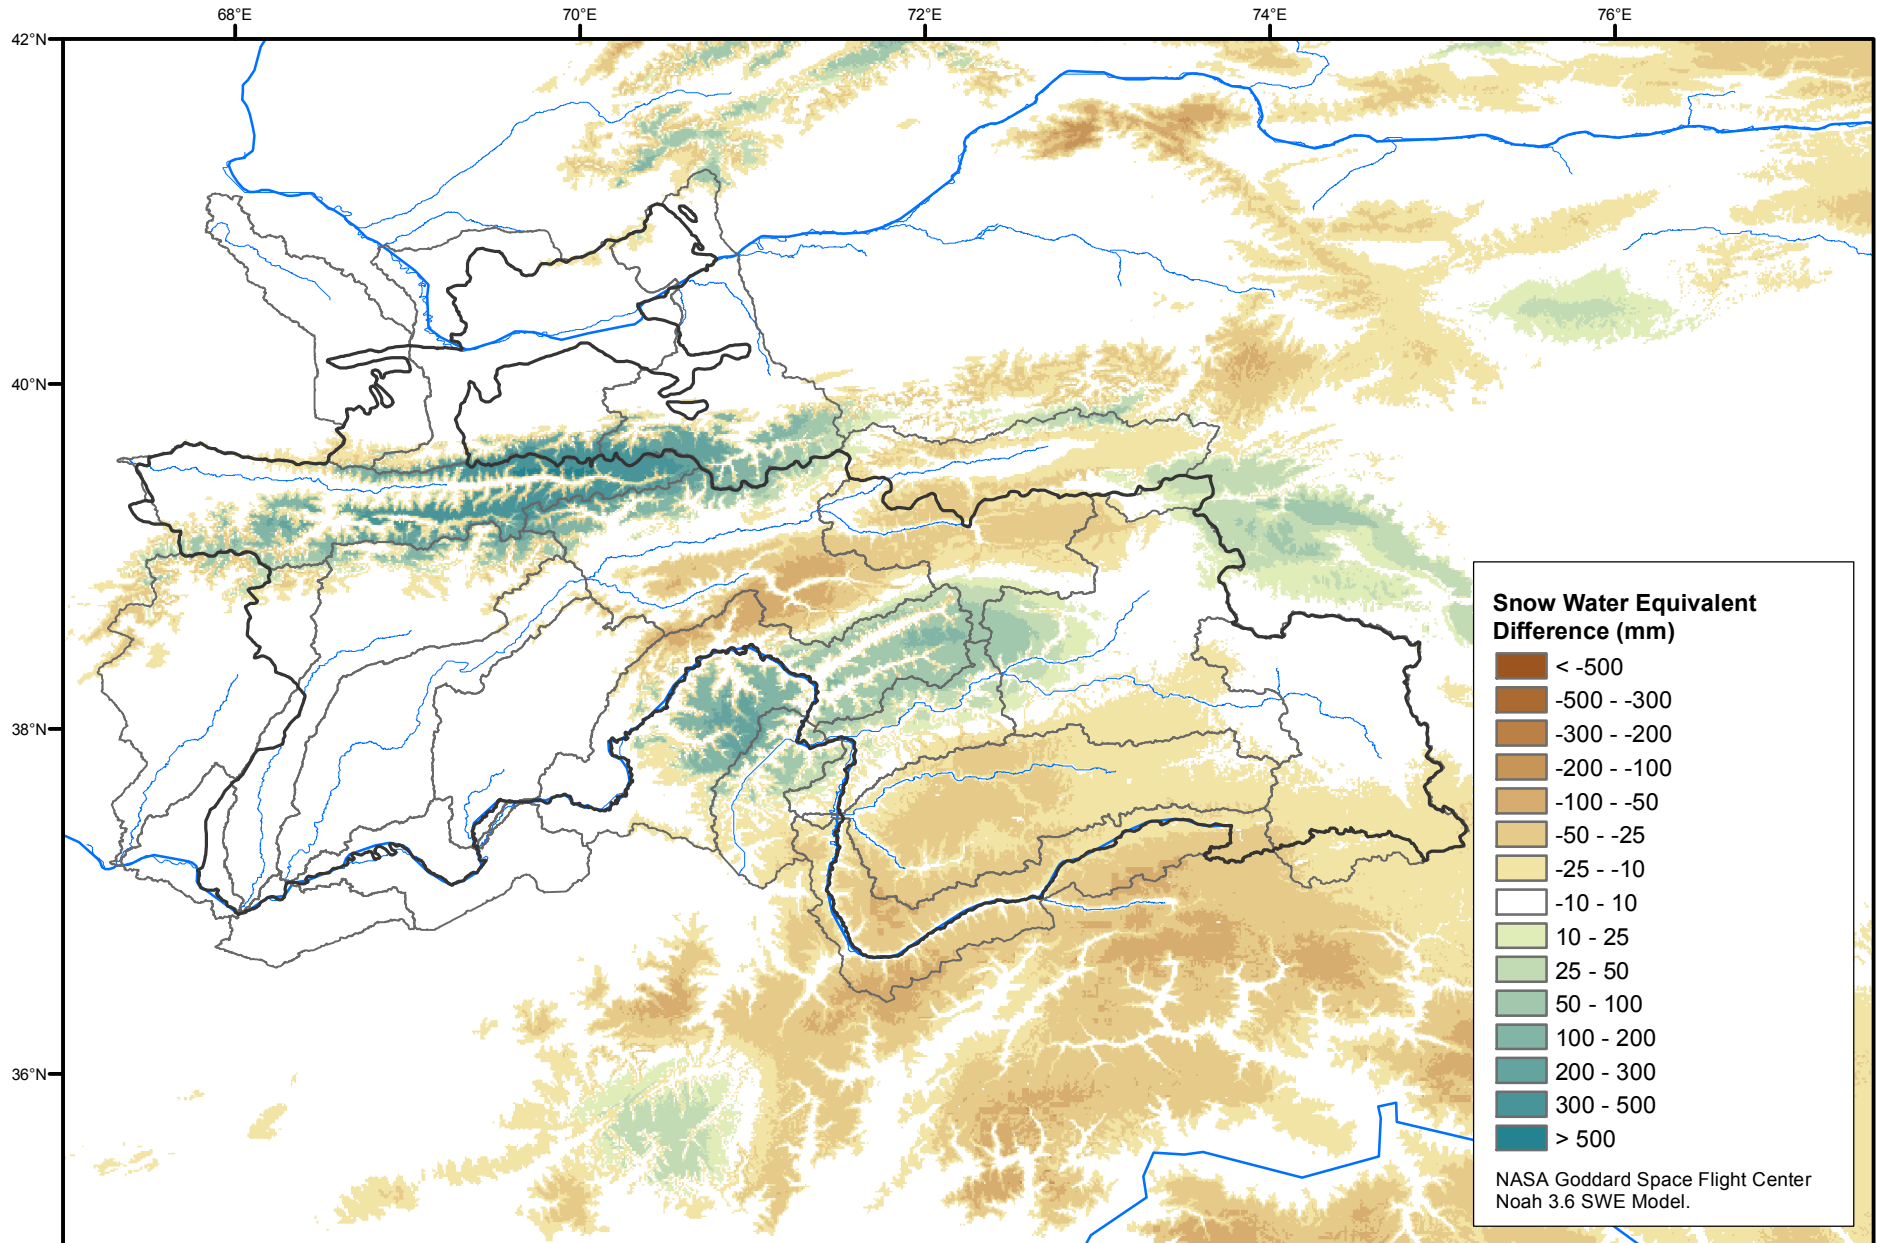 68°E
70°E
72°E
74°E
76°E
42°N
40°N
38°N
36°N
Snow Water Equivalent
Difference (mm)
< -500
-500 - -300
-300 - -200
-200 - -100
-100 - -50
-50 - -25
-25 - -10
-10 - 10
10 - 25
25 - 50
50 - 100
100 - 200
200 - 300
300 - 500
> 500
NASA Goddard Space Flight Center
Noah 3.6 SWE Model.